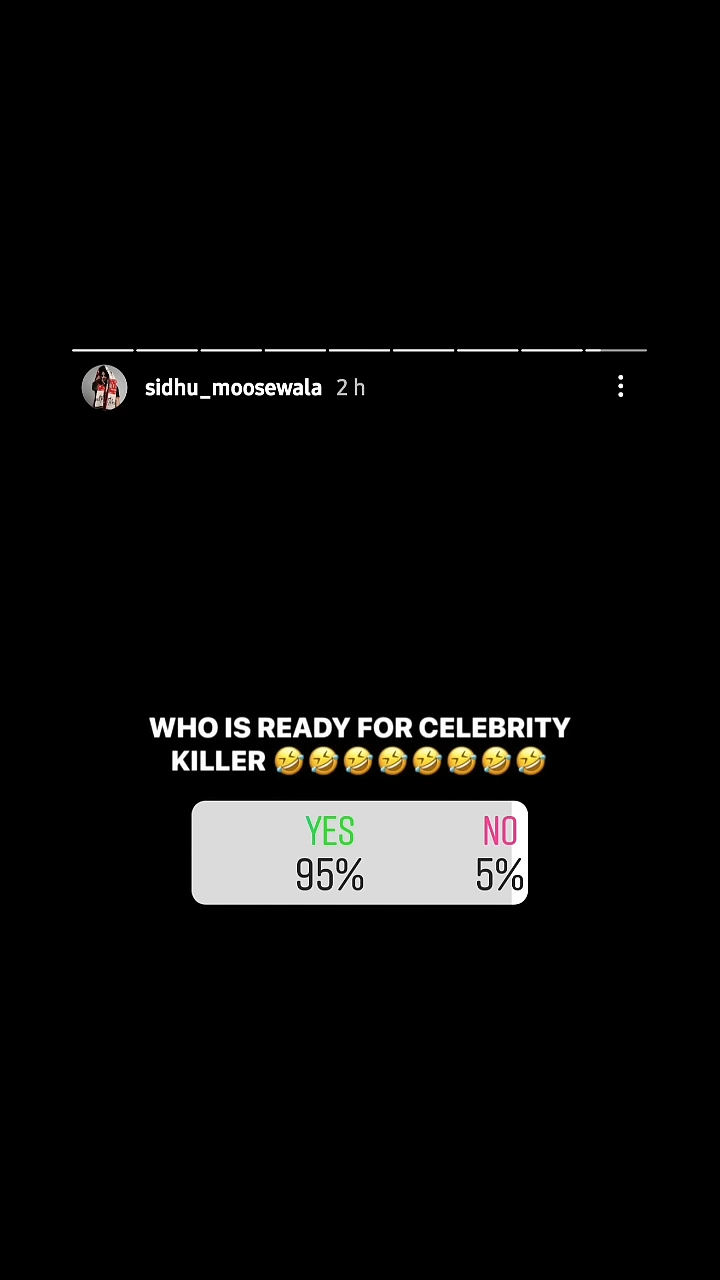 sidhu_moosewala 2 h
WHO IS READY FOR CELEBRITY
KILLER 🤣🤣🤣🤣🤣🤣🤣🤣
YES NO
95% 5%